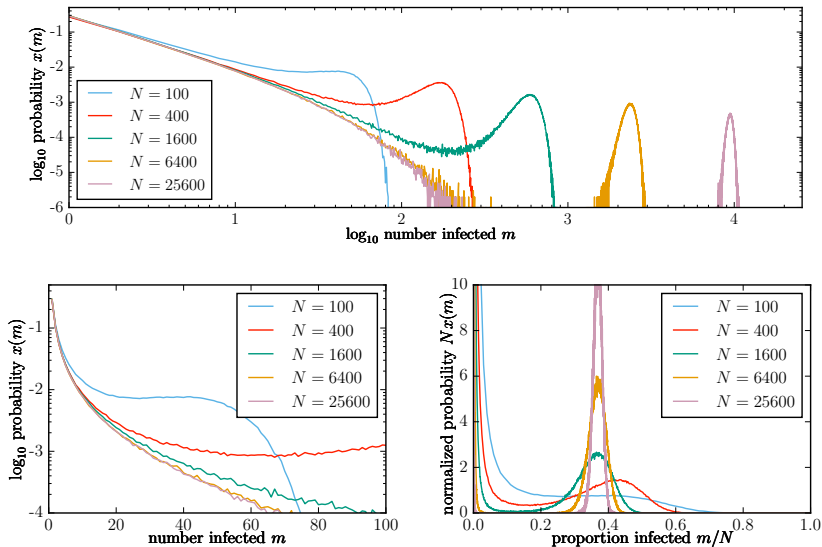 log₁₀ probability x(m)
-1
-2
-3
-4
-5
-6
0
1
2
3
4
N = 100
N = 400
N = 1600
N = 6400
N = 25600
log₁₀ number infected m
log₁₀ probability x(m)
-1
-2
-3
-4
0
20
40
60
80
100
N = 100
N = 400
N = 1600
N = 6400
N = 25600
number infected m
normalized probability Nx(m)
10
8
6
4
2
0
0.0
0.2
0.4
0.6
0.8
1.0
N = 100
N = 400
N = 1600
N = 6400
N = 25600
proportion infected m/N